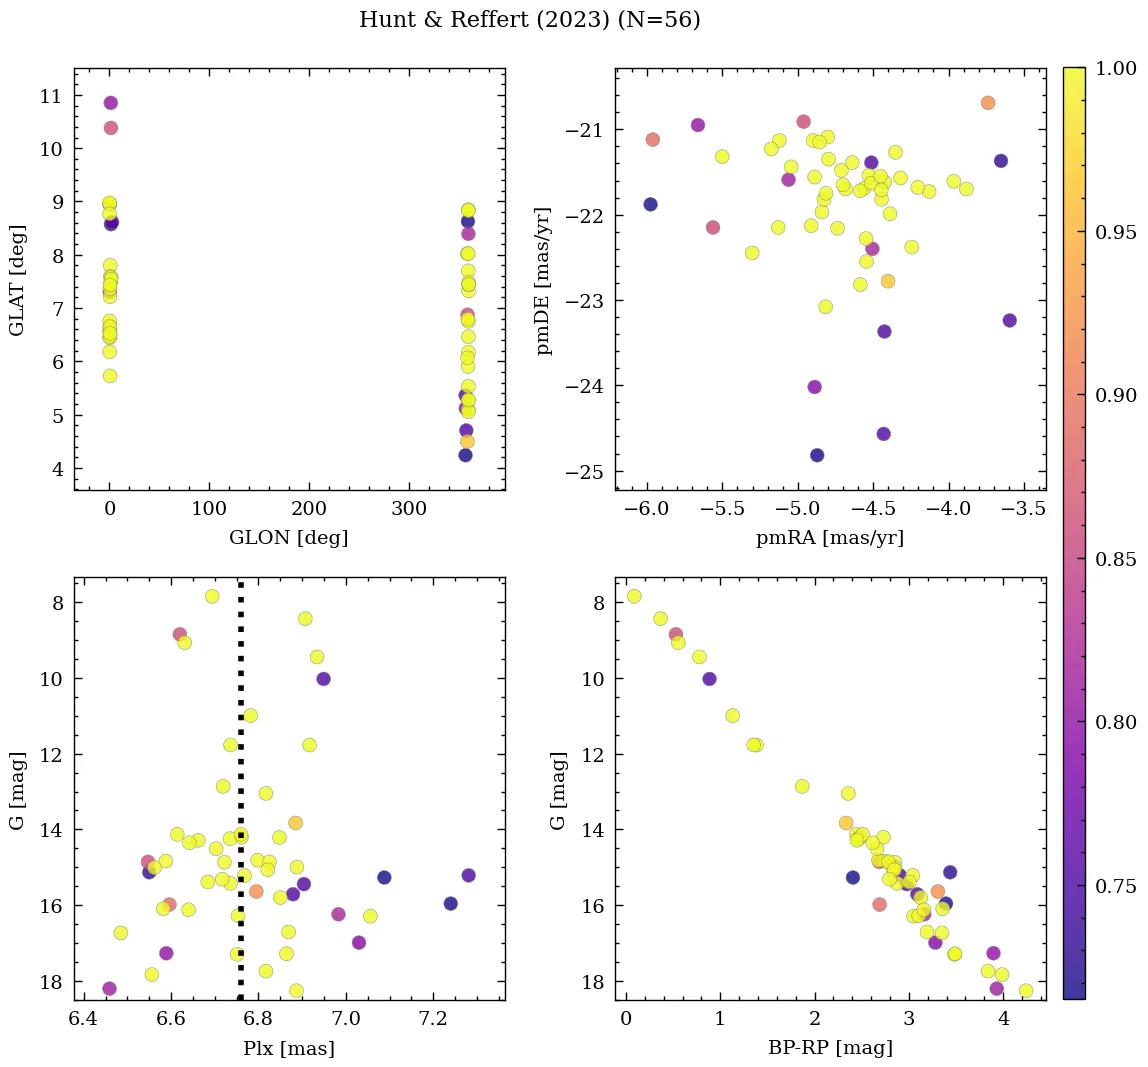 Hunt & Reffert (2023) (N=56)
11
10
9
8
7
6
5
4
GLAT [deg]
0 100 200 300
GLON [deg]
−21
−22
−23
−24
−25
pmDE [mas/yr]
−6.0 −5.5 −5.0 −4.5 −4.0 −3.5
pmRA [mas/yr]
8
10
12
14
16
18
G [mag]
6.4 6.6 6.8 7.0 7.2
Plx [mas]
8
10
12
14
16
18
G [mag]
0 1 2 3 4
BP-RP [mag]
1.00
0.95
0.90
0.85
0.80
0.75